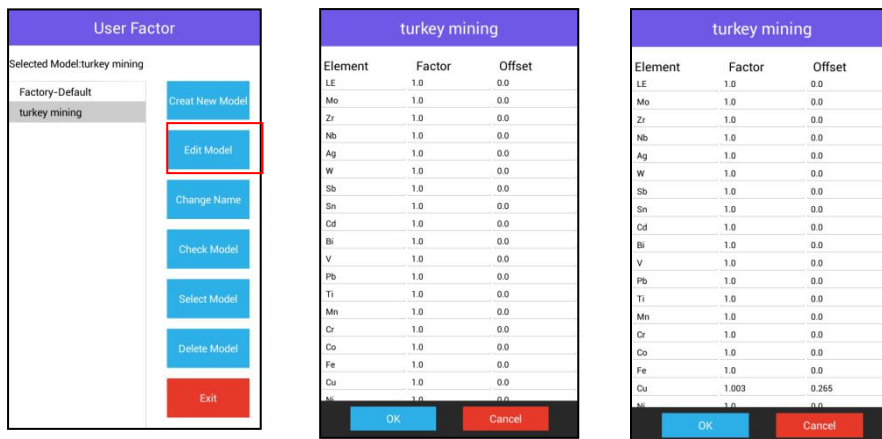 User Factor
Selected Model:turkey mining
Factory-Default
turkey mining
Creat New Model
Edit Model
Change Name
Check Model
Select Model
Delete Model
Exit
turkey mining
Element Factor Offset
LE 1.0 0.0
Mo 1.0 0.0
Zr 1.0 0.0
Nb 1.0 0.0
Ag 1.0 0.0
W 1.0 0.0
Sb 1.0 0.0
Sn 1.0 0.0
Cd 1.0 0.0
Bi 1.0 0.0
V 1.0 0.0
Pb 1.0 0.0
Ti 1.0 0.0
Mn 1.0 0.0
Cr 1.0 0.0
Co 1.0 0.0
Fe 1.0 0.0
Cu 1.0 0.0
Ni 1.0 0.0
OK Cancel
turkey mining
Element Factor Offset
LE 1.0 0.0
Mo 1.0 0.0
Zr 1.0 0.0
Nb 1.0 0.0
Ag 1.0 0.0
W 1.0 0.0
Sb 1.0 0.0
Sn 1.0 0.0
Cd 1.0 0.0
Bi 1.0 0.0
V 1.0 0.0
Pb 1.0 0.0
Ti 1.0 0.0
Mn 1.0 0.0
Cr 1.0 0.0
Co 1.0 0.0
Fe 1.0 0.0
Cu 1.003 0.265
Ni 1.0 0.0
OK Cancel